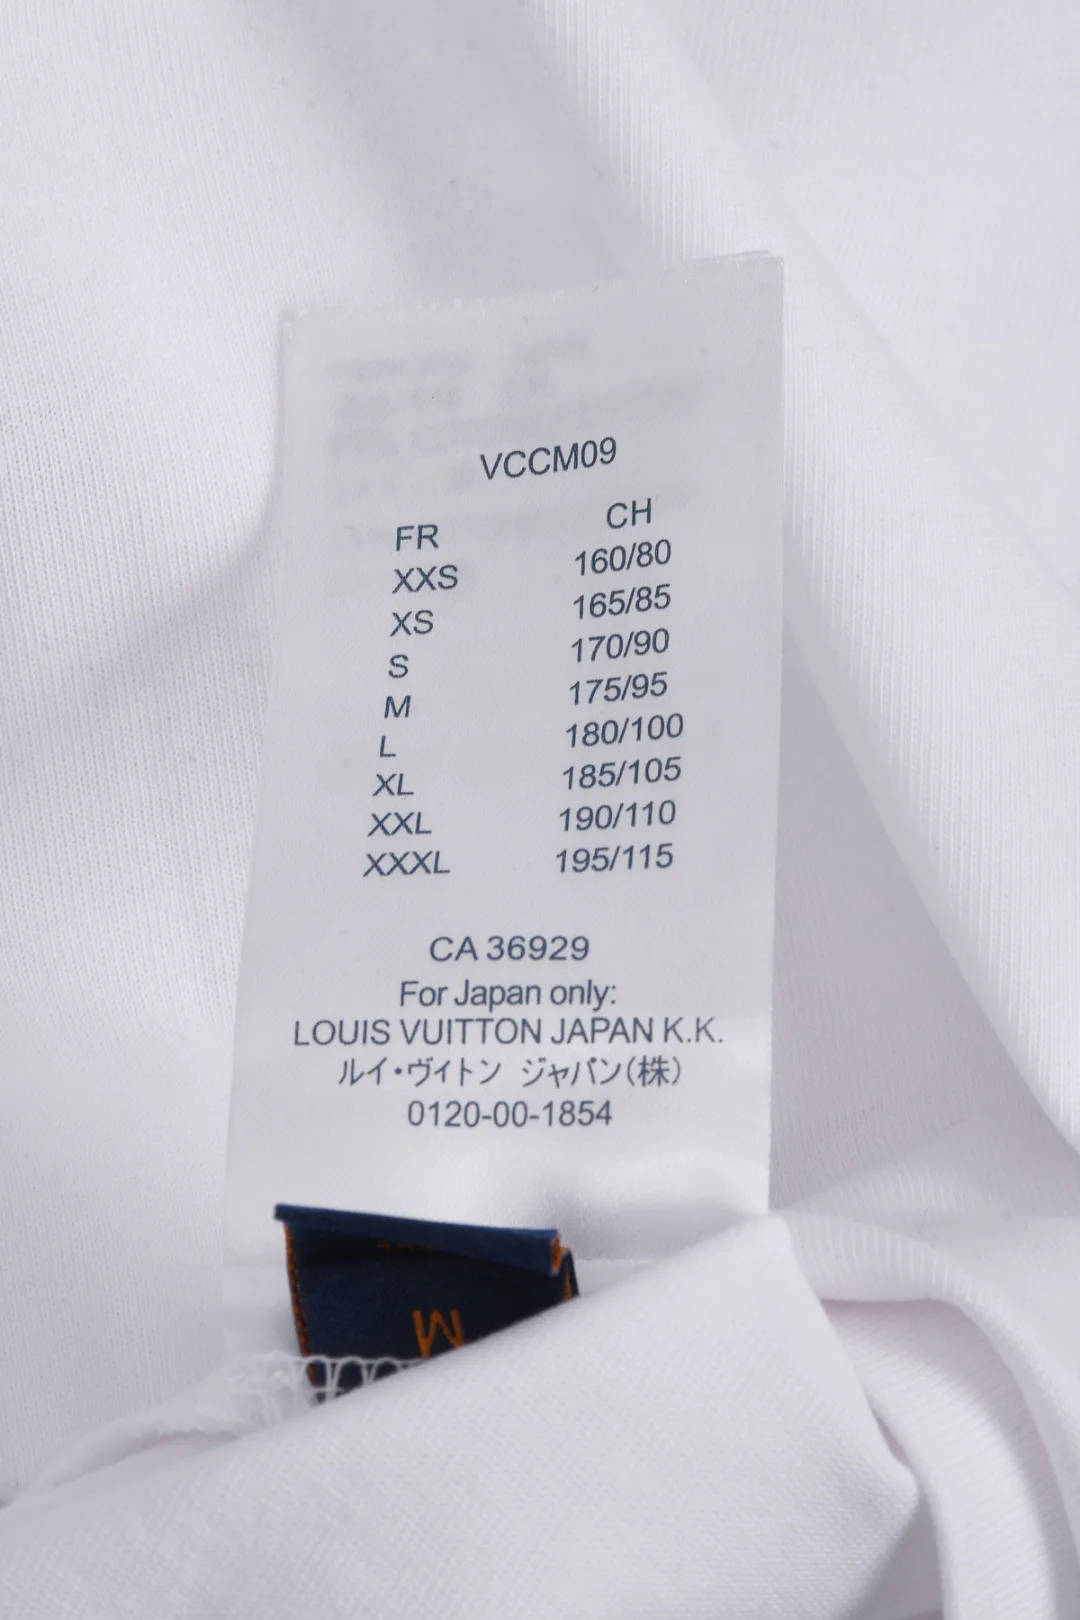 VCCM09
FR CH
XXS 160/80
XS 165/85
S 170/90
M 175/95
L 180/100
XL 185/105
XXL 190/110
XXXL 195/115
CA 36929
For Japan only:
LOUIS VUITTON JAPAN K.K.
ルイ・ヴィトン ジャパン(株)
0120-00-1854
M